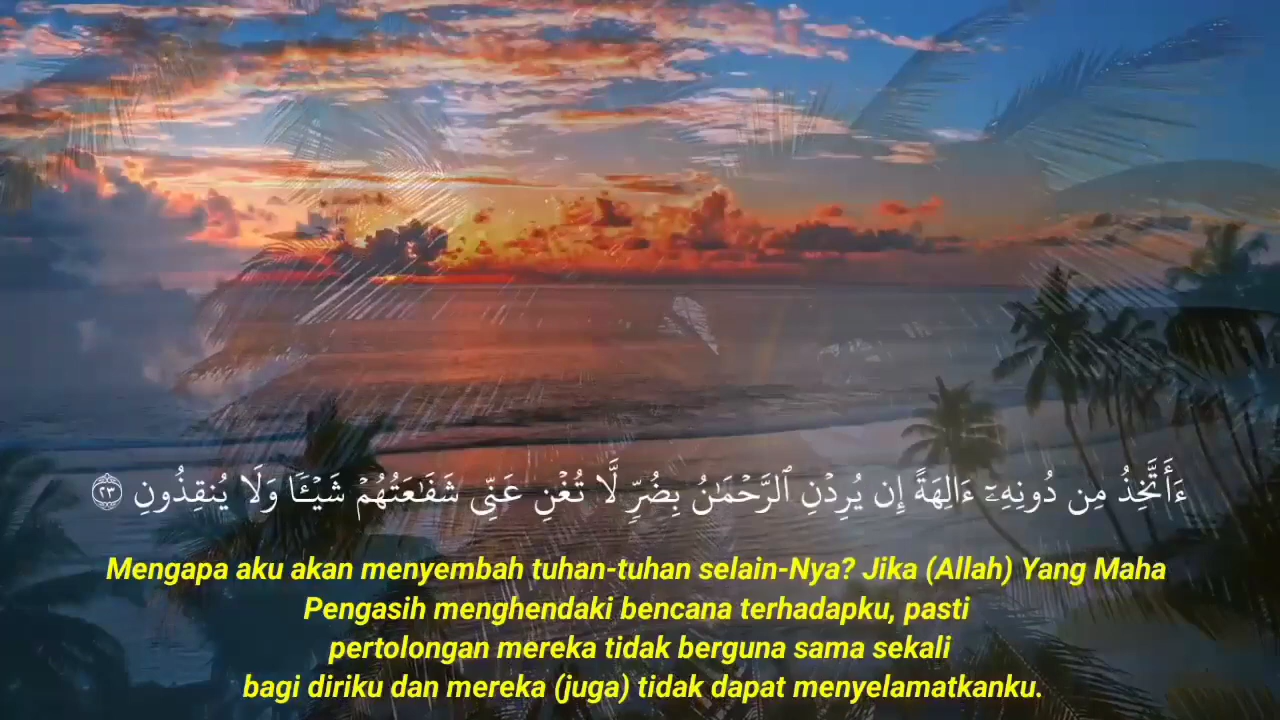 ءَأَتَّخِذُ مِن دُونِهِۦٓ ءَالِهَةً إِن يُرِدْنِ ٱلرَّحْمَـٰنُ بِضُرٍّ لَّا تُغْنِ عَنِّى شَفَـٰعَتُهُمْ شَيْـًٔا وَلَا يُنقِذُونِ ٢٣
Mengapa aku akan menyembah tuhan-tuhan selain-Nya? Jika (Allah) Yang Maha
Pengasih menghendaki bencana terhadapku, pasti
pertolongan mereka tidak berguna sama sekali
bagi diriku dan mereka (juga) tidak dapat menyelamatkanku.